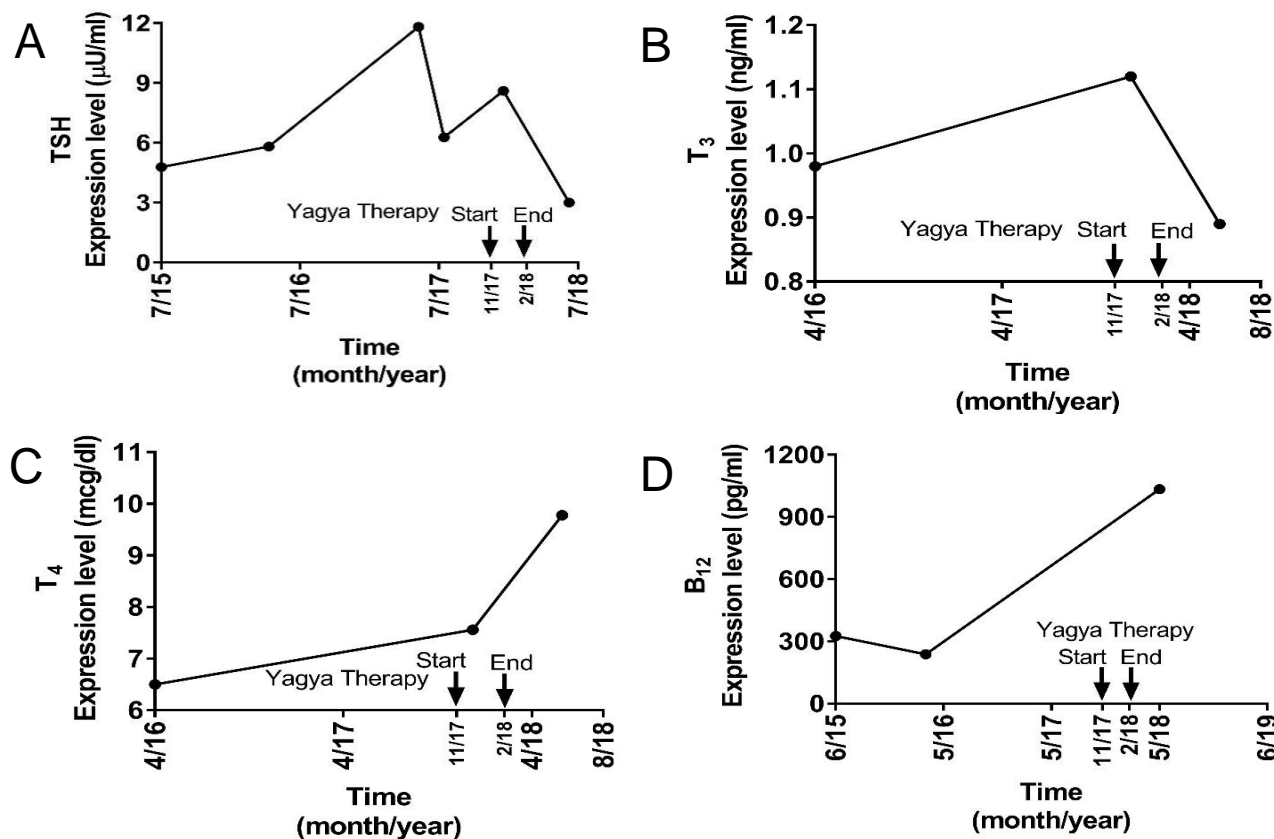 A
TSH
Expression level (µU/ml)
12
9
6
3
0
Yagya Therapy Start End
7/15
7/16
7/17
11/17
2/18
7/18
Time
(month/year)
B
T₃
Expression level (ng/ml)
1.2
1.1
1.0
0.9
0.8
Yagya Therapy Start End
4/16
4/17
11/17
2/18
4/18
8/18
Time
(month/year)
C
T₄
Expression level (mcg/dl)
11
10
9
8
7
6
Start End
Yagya Therapy
4/16
4/17
11/17
2/18
4/18
8/18
Time
(month/year)
D
B₁₂
Expression level (pg/ml)
1200
900
600
300
0
Yagya Therapy
Start End
6/15
5/16
5/17
11/17
2/18
5/18
6/19
Time
(month/year)